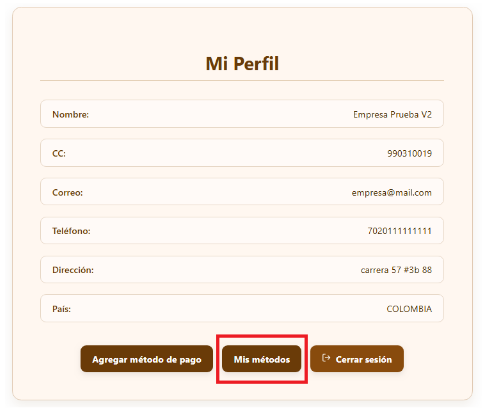 Mi Perfil
Nombre: Empresa Prueba V2
CC: 990310019
Correo: empresa@mail.com
Teléfono: 7020111111111
Dirección: carrera 57 #3b 88
País: COLOMBIA
Agregar método de pago Mis métodos Cerrar sesión